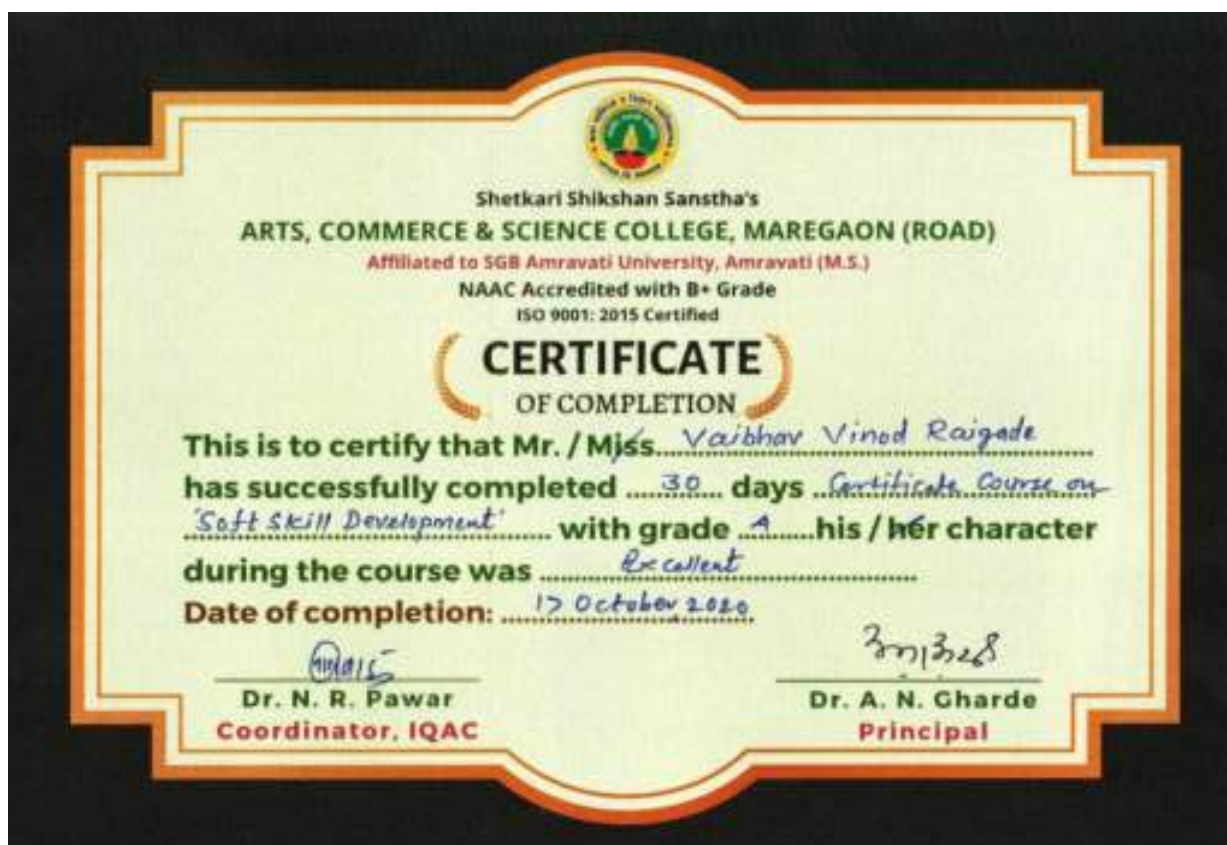 Shetkari Shikshan Sanstha's
ARTS, COMMERCE & SCIENCE COLLEGE, MAREGAON (ROAD)
Affiliated to SGB Amravati University, Amravati (M.S.)
NAAC Accredited with B+ Grade
ISO 9001: 2015 Certified
CERTIFICATE
OF COMPLETION
This is to certify that Mr. / Miss Vaibhav Vinod Raigade
has successfully completed 30 days Certificate Course on
'Soft Skill Development' with grade A his / her character
during the course was Excellent
Date of completion: 17 October, 2020
Dr. N. R. Pawar Dr. A. N. Gharde
Coordinator, IQAC Principal